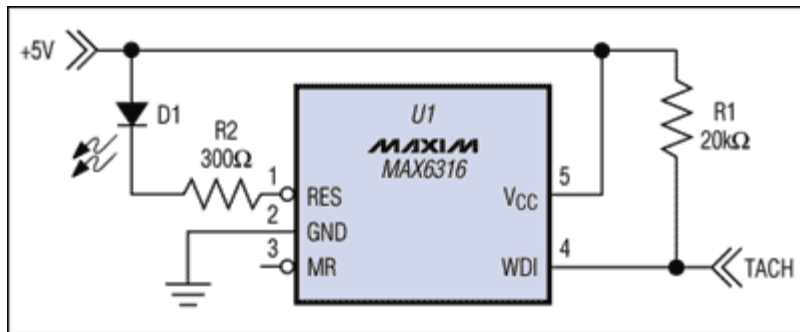 +5V
D1
R2
300Ω
U1
MAXIM
MAX6316
R1
20kΩ
1
RES
VCC
5
2
GND
3
MR
WDI
4
TACH